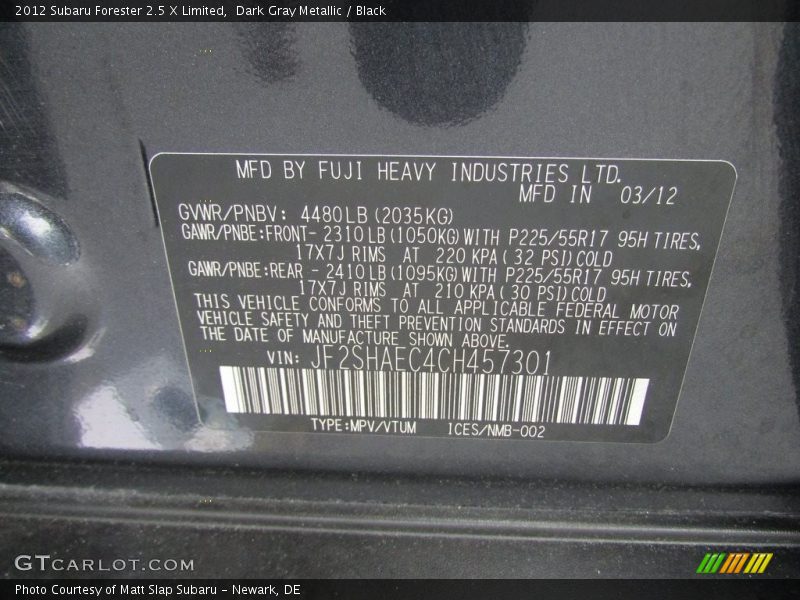 2012 Subaru Forester 2.5 X Limited,  Dark Gray Metallic / Black
MFD BY FUJI HEAVY INDUSTRIES LTD.
MFD IN 03/12
GVWR/PNBV: 4480LB (2035KG)
GAWR/PNBE:FRONT- 2310LB (1050KG) WITH P225/55R17 95H TIRES,
17X7J RIMS AT 220 KPA ( 32 PSI) COLD
GAWR/PNBE:REAR - 2410LB (1095KG) WITH P225/55R17 95H TIRES,
17X7J RIMS AT 210 KPA ( 30 PSI) COLD
THIS VEHICLE CONFORMS TO ALL APPLICABLE FEDERAL MOTOR
VEHICLE SAFETY AND THEFT PREVENTION STANDARDS IN EFFECT ON
THE DATE OF MANUFACTURE SHOWN ABOVE.
VIN: JF2SHAEC4CH457301
TYPE:MPV/VTUM ICES/NMB-002
GTCARLOT.COM
Photo Courtesy of Matt Slap Subaru - Newark, DE